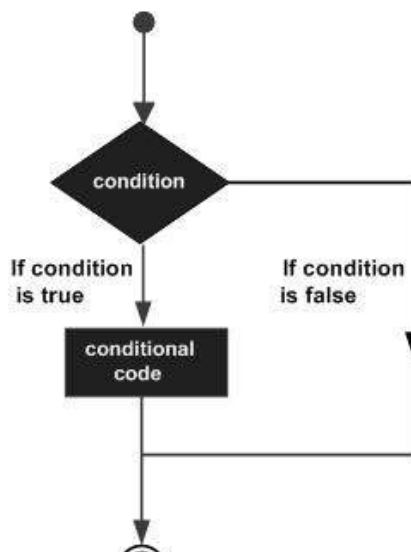 condition
If condition
is true
If condition
is false
conditional
code